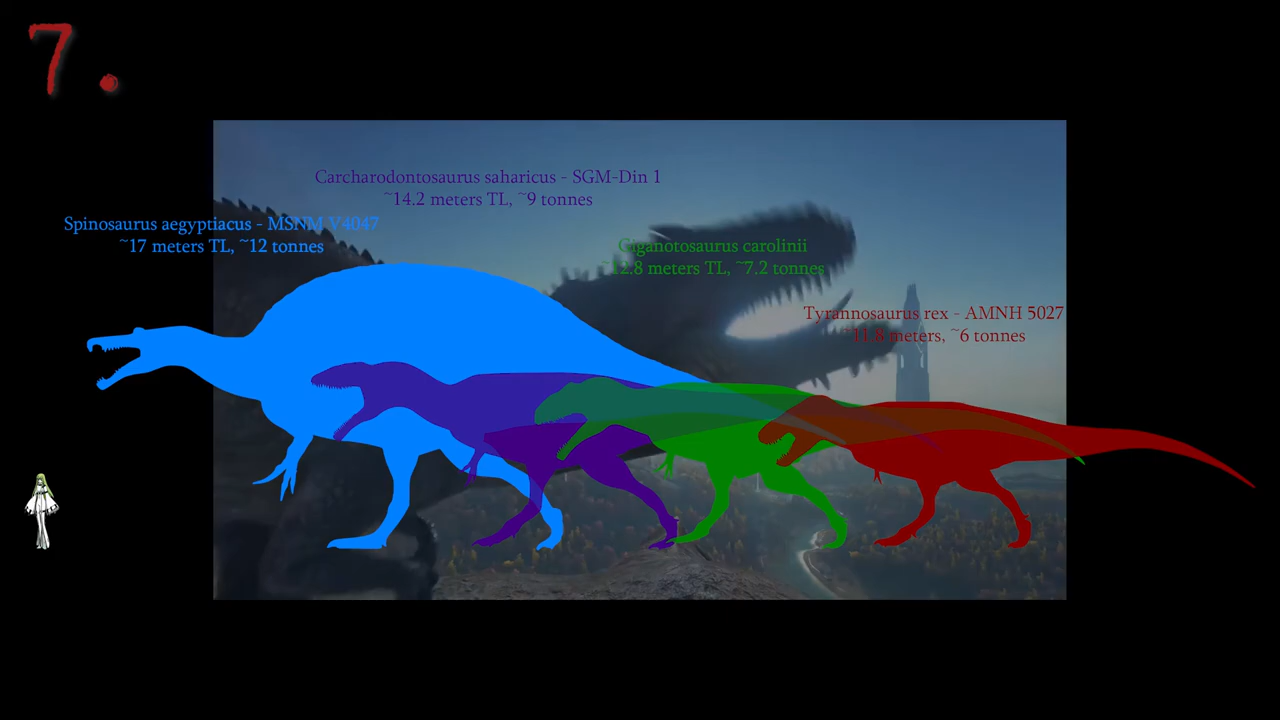 7.
Carcharodontosaurus saharicus - SGM-Din 1
~14.2 meters TL, ~9 tonnes
Spinosaurus aegyptiacus - MSNM V4047
~17 meters TL, ~12 tonnes
Giganotosaurus carolinii
~12.8 meters TL, ~7.2 tonnes
Tyrannosaurus rex - AMNH 5027
~11.8 meters, ~6 tonnes